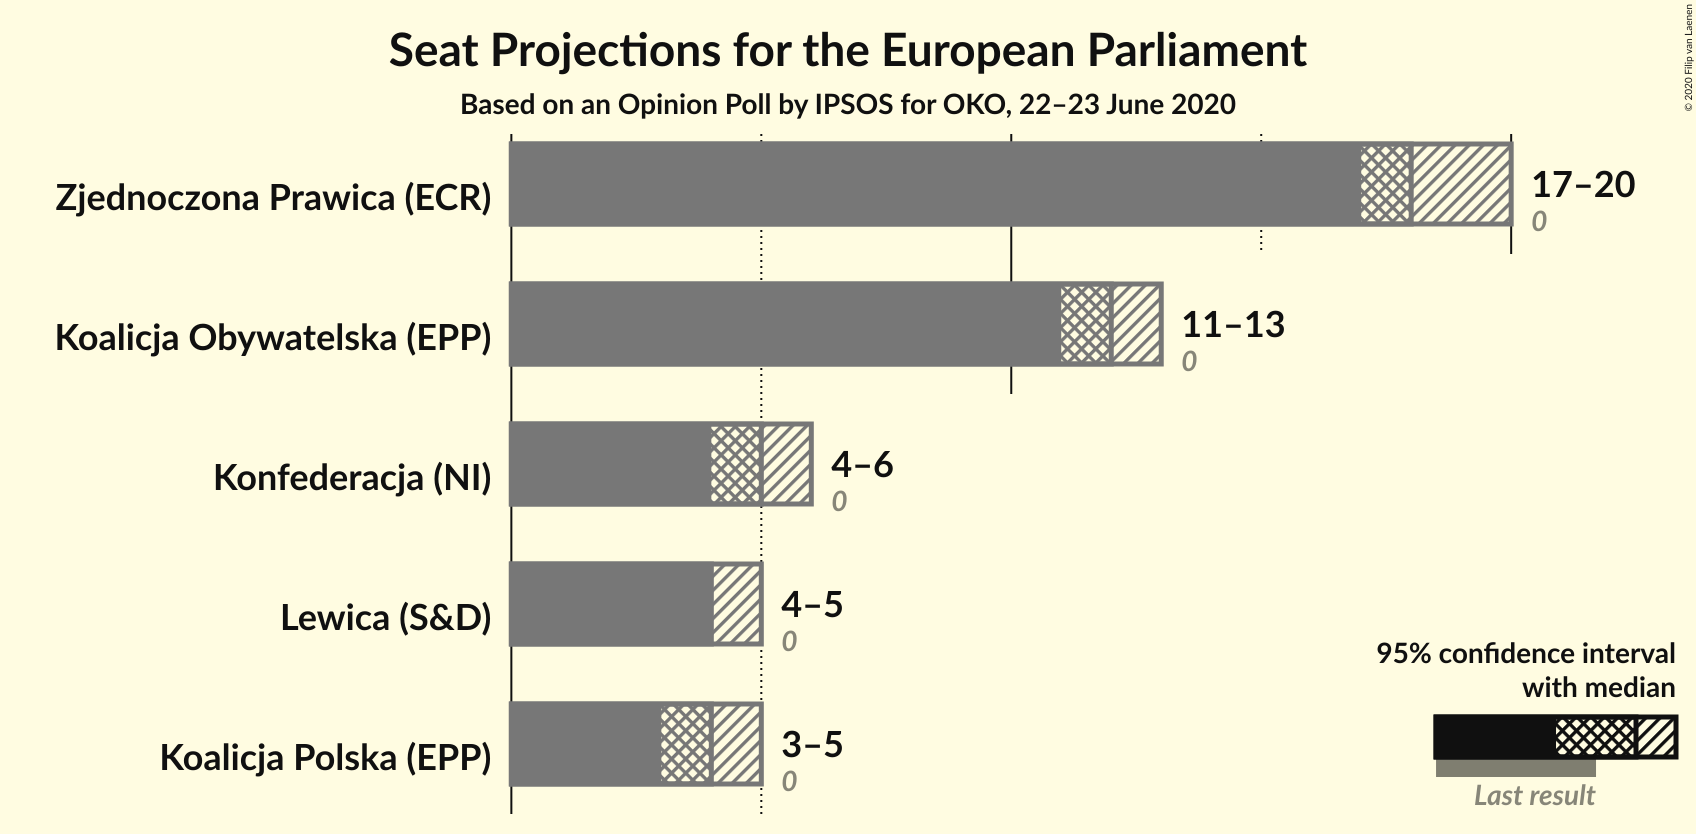 Seat Projections for the European Parliament
Based on an Opinion Poll by IPSOS for OKO, 22–23 June 2020
© 2020 Filip van Laenen
Zjednoczona Prawica (ECR)
17–20
0
Koalicja Obywatelska (EPP)
11–13
0
Konfederacja (NI)
4–6
0
Lewica (S&D)
4–5
0
Koalicja Polska (EPP)
3–5
0
95% confidence interval
with median
Last result